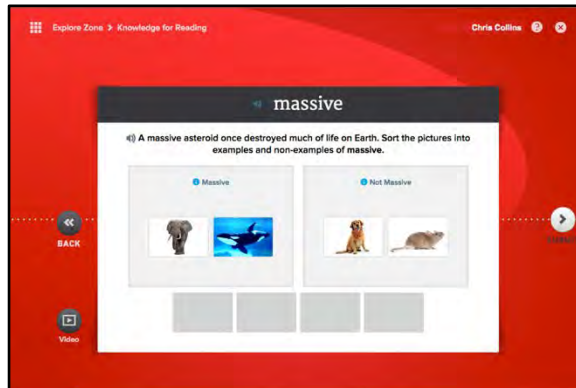 Explore Zone > Knowledge for Reading
Chris Collins
massive
A massive asteroid once destroyed much of life on Earth. Sort the pictures into
examples and non-examples of massive.
Massive
Not Massive
BACK
Video